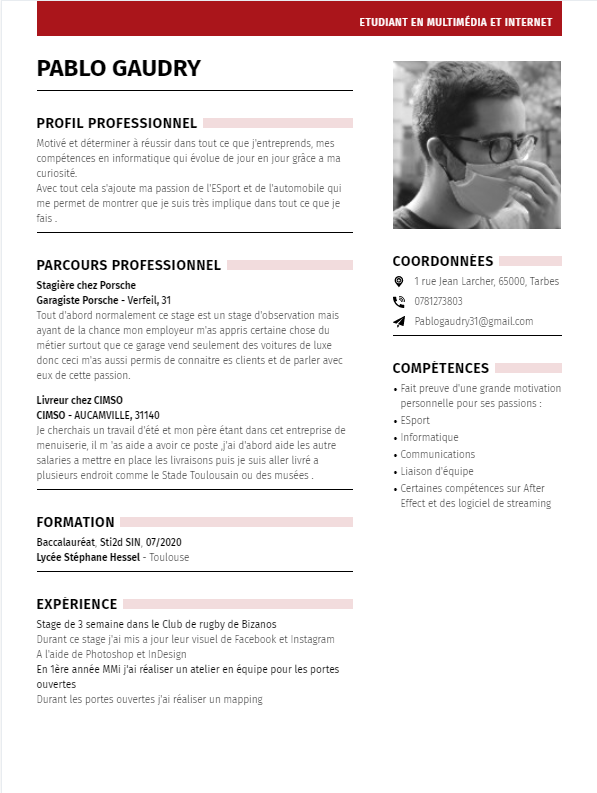 ETUDIANT EN MULTIMÉDIA ET INTERNET
PABLO GAUDRY
PROFIL PROFESSIONNEL
Motivé et déterminer à réussir dans tout ce que j'entreprends, mes
compétences en informatique qui évolue de jour en jour grâce a ma
curiosité.
Avec tout cela s'ajoute ma passion de l'ESport et de l'automobile qui
me permet de montrer que je suis très implique dans tout ce que je
fais .
PARCOURS PROFESSIONNEL
Stagière chez Porsche
Garagiste Porsche - Verfeil, 31
Tout d'abord normalement ce stage est un stage d'observation mais
ayant de la chance mon employeur m'as appris certaine chose du
métier surtout que ce garage vend seulement des voitures de luxe
donc ceci m'as aussi permis de connaitre es clients et de parler avec
eux de cette passion.
Livreur chez CIMSO
CIMSO - AUCAMVILLE, 31140
Je cherchais un travail d'été et mon père étant dans cet entreprise de
menuiserie, il m 'as aide a avoir ce poste ,j'ai d'abord aide les autre
salaries a mettre en place les livraisons puis je suis aller livré a
plusieurs endroit comme le Stade Toulousain ou des musées .
FORMATION
Baccalauréat, Sti2d SIN, 07/2020
Lycée Stéphane Hessel - Toulouse
EXPÉRIENCE
Stage de 3 semaine dans le Club de rugby de Bizanos
Durant ce stage j'ai mis a jour leur visuel de Facebook et Instagram
A l'aide de Photoshop et InDesign
En 1ère année MMi j'ai réaliser un atelier en équipe pour les portes
ouvertes
Durant les portes ouvertes j'ai réaliser un mapping
COORDONNÉES
1 rue Jean Larcher, 65000, Tarbes
0781273803
Pablogaudry31@gmail.com
COMPÉTENCES
• Fait preuve d'une grande motivation
personnelle pour ses passions :
• ESport
• Informatique
• Communications
• Liaison d'équipe
• Certaines compétences sur After
Effect et des logiciel de streaming